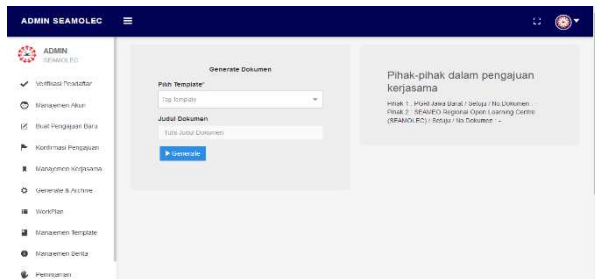 ADMIN SEAMOLEC
ADMIN
SEAMOLEC
Verifikasi Pendaftar
Manajemen Akun
Buat Pengajuan Baru
Konfirmasi Pengajuan
Manajemen Kerjasama
Generate & Archive
WorkPlan
Manajemen Template
Manajemen Berita
Generate Dokumen
Pilih Template*
Tag template
Judul Dokumen
Tulis Judul Dokumen
Generate
Pihak-pihak dalam pengajuan
kerjasama
Pihak 1 : PGRI Jawa Barat / Setuju / No Dokumen : -
Pihak 2 : SEAMEO Regional Open Learning Centre
(SEAMOLEC) / Setuju / No Dokumen : -